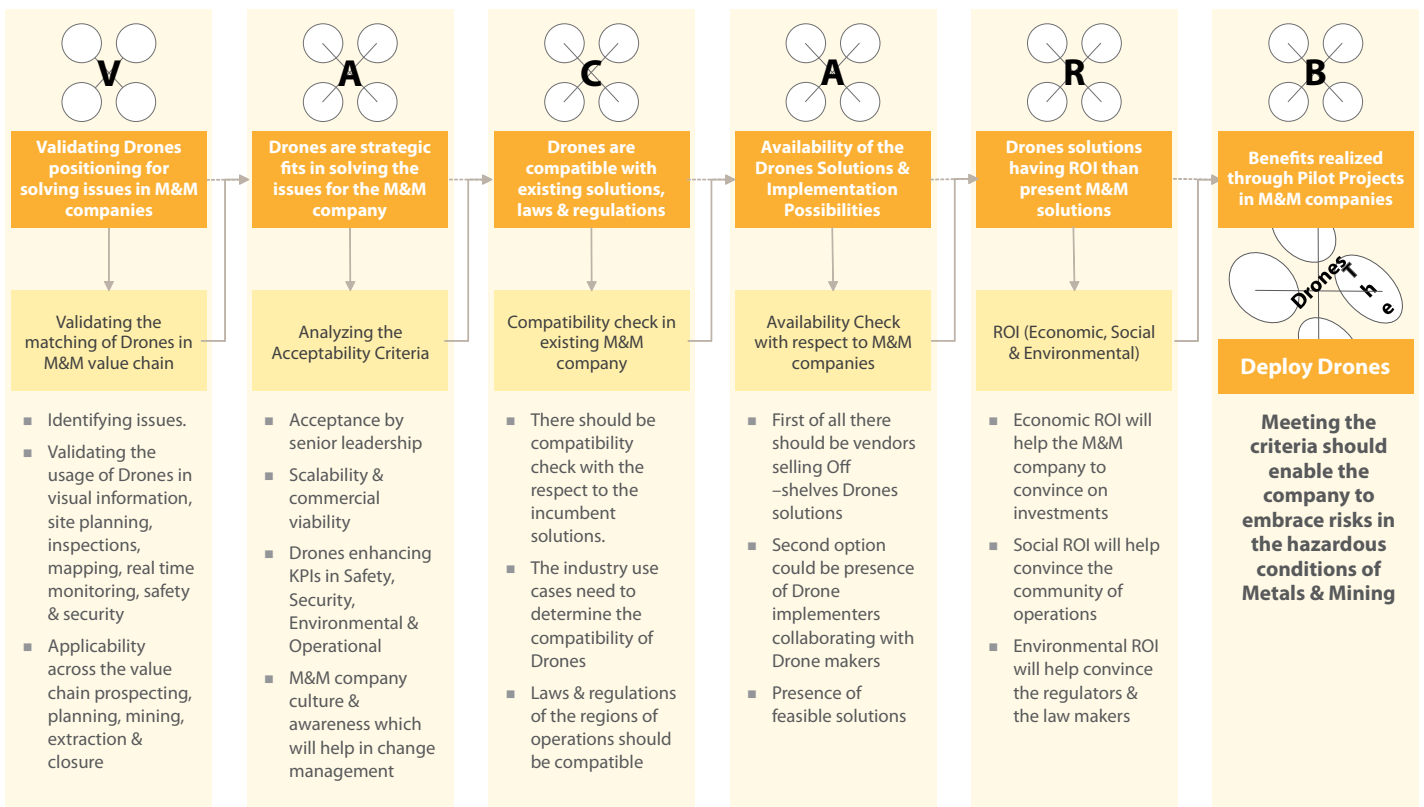 V
Validating Drones
positioning for
solving issues in M&M
companies
Validating the
matching of Drones in
M&M value chain
■ Identifying issues.
■ Validating the
usage of Drones in
visual information,
site planning,
inspections,
mapping, real time
monitoring, safety
& security
■ Applicability
across the value
chain prospecting,
planning, mining,
extraction &
closure
A
Drones are strategic
fits in solving the
issues for the M&M
company
Analyzing the
Acceptability Criteria
■ Acceptance by
senior leadership
■ Scalability &
commercial
viability
■ Drones enhancing
KPIs in Safety,
Security,
Environmental &
Operational
■ M&M company
culture &
awareness which
will help in change
management
C
Drones are
compatible with
existing solutions,
laws & regulations
Compatibility check in
existing M&M
company
■ There should be
compatibility
check with the
respect to the
incumbent
solutions.
■ The industry use
cases need to
determine the
compatibility of
Drones
■ Laws & regulations
of the regions of
operations should
be compatible
A
Availability of the
Drones Solutions &
Implementation
Possibilities
Availability Check
with respect to M&M
companies
■ First of all there
should be vendors
selling Off
–shelves Drones
solutions
■ Second option
could be presence
of Drone
implementers
collaborating with
Drone makers
■ Presence of
feasible solutions
R
Drones solutions
having ROI than
present M&M
solutions
ROI (Economic, Social
& Environmental)
■ Economic ROI will
help the M&M
company to
convince on
investments
■ Social ROI will help
convince the
community of
operations
■ Environmental ROI
will help convince
the regulators &
the law makers
B
Benefits realized
through Pilot Projects
in M&M companies
Drones
The
Deploy Drones
Meeting the
criteria should
enable the
company to
embrace risks in
the hazardous
conditions of
Metals & Mining